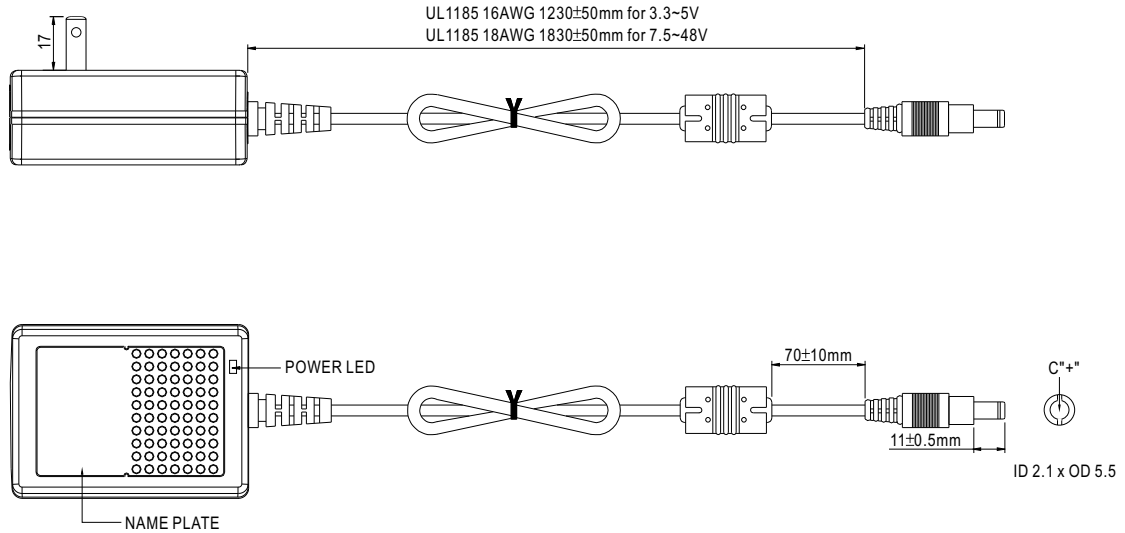 UL1185 16AWG 1230±50mm for 3.3~5V
UL1185 18AWG 1830±50mm for 7.5~48V
17
POWER LED
70±10mm
C"+"
11±0.5mm
ID 2.1 x OD 5.5
NAME PLATE